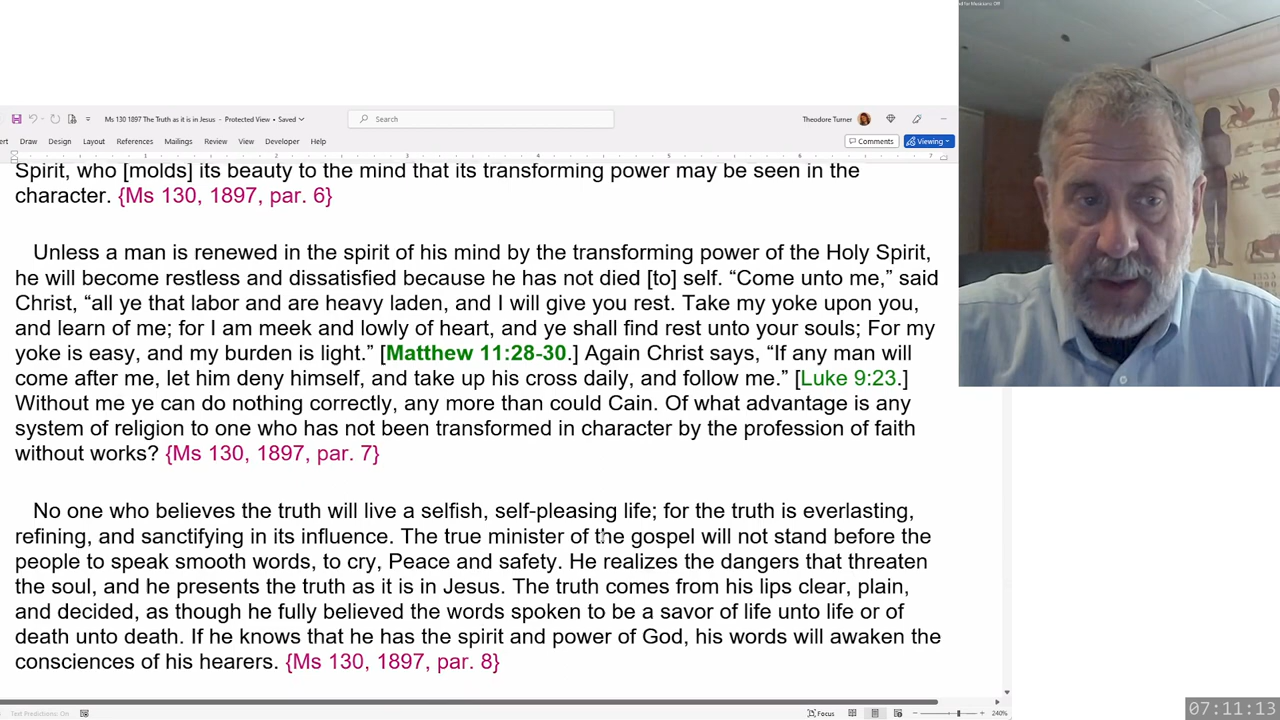 Ms 130 1897 The Truth as it is in Jesus - Protected View • Saved
Search
Theodore Turner
Draw Design Layout References Mailings Review View Developer Help
Comments
Viewing
Spirit, who [molds] its beauty to the mind that its transforming power may be seen in the
character. {Ms 130, 1897, par. 6}
Unless a man is renewed in the spirit of his mind by the transforming power of the Holy Spirit,
he will become restless and dissatisfied because he has not died [to] self. “Come unto me,” said
Christ, “all ye that labor and are heavy laden, and I will give you rest. Take my yoke upon you,
and learn of me; for I am meek and lowly of heart, and ye shall find rest unto your souls; For my
yoke is easy, and my burden is light.” [Matthew 11:28-30.] Again Christ says, “If any man will
come after me, let him deny himself, and take up his cross daily, and follow me.” [Luke 9:23.]
Without me ye can do nothing correctly, any more than could Cain. Of what advantage is any
system of religion to one who has not been transformed in character by the profession of faith
without works? {Ms 130, 1897, par. 7}
No one who believes the truth will live a selfish, self-pleasing life; for the truth is everlasting,
refining, and sanctifying in its influence. The true minister of the gospel will not stand before the
people to speak smooth words, to cry, Peace and safety. He realizes the dangers that threaten
the soul, and he presents the truth as it is in Jesus. The truth comes from his lips clear, plain,
and decided, as though he fully believed the words spoken to be a savor of life unto life or of
death unto death. If he knows that he has the spirit and power of God, his words will awaken the
consciences of his hearers. {Ms 130, 1897, par. 8}
Text Predictions: On
Focus
240%
07:11:13